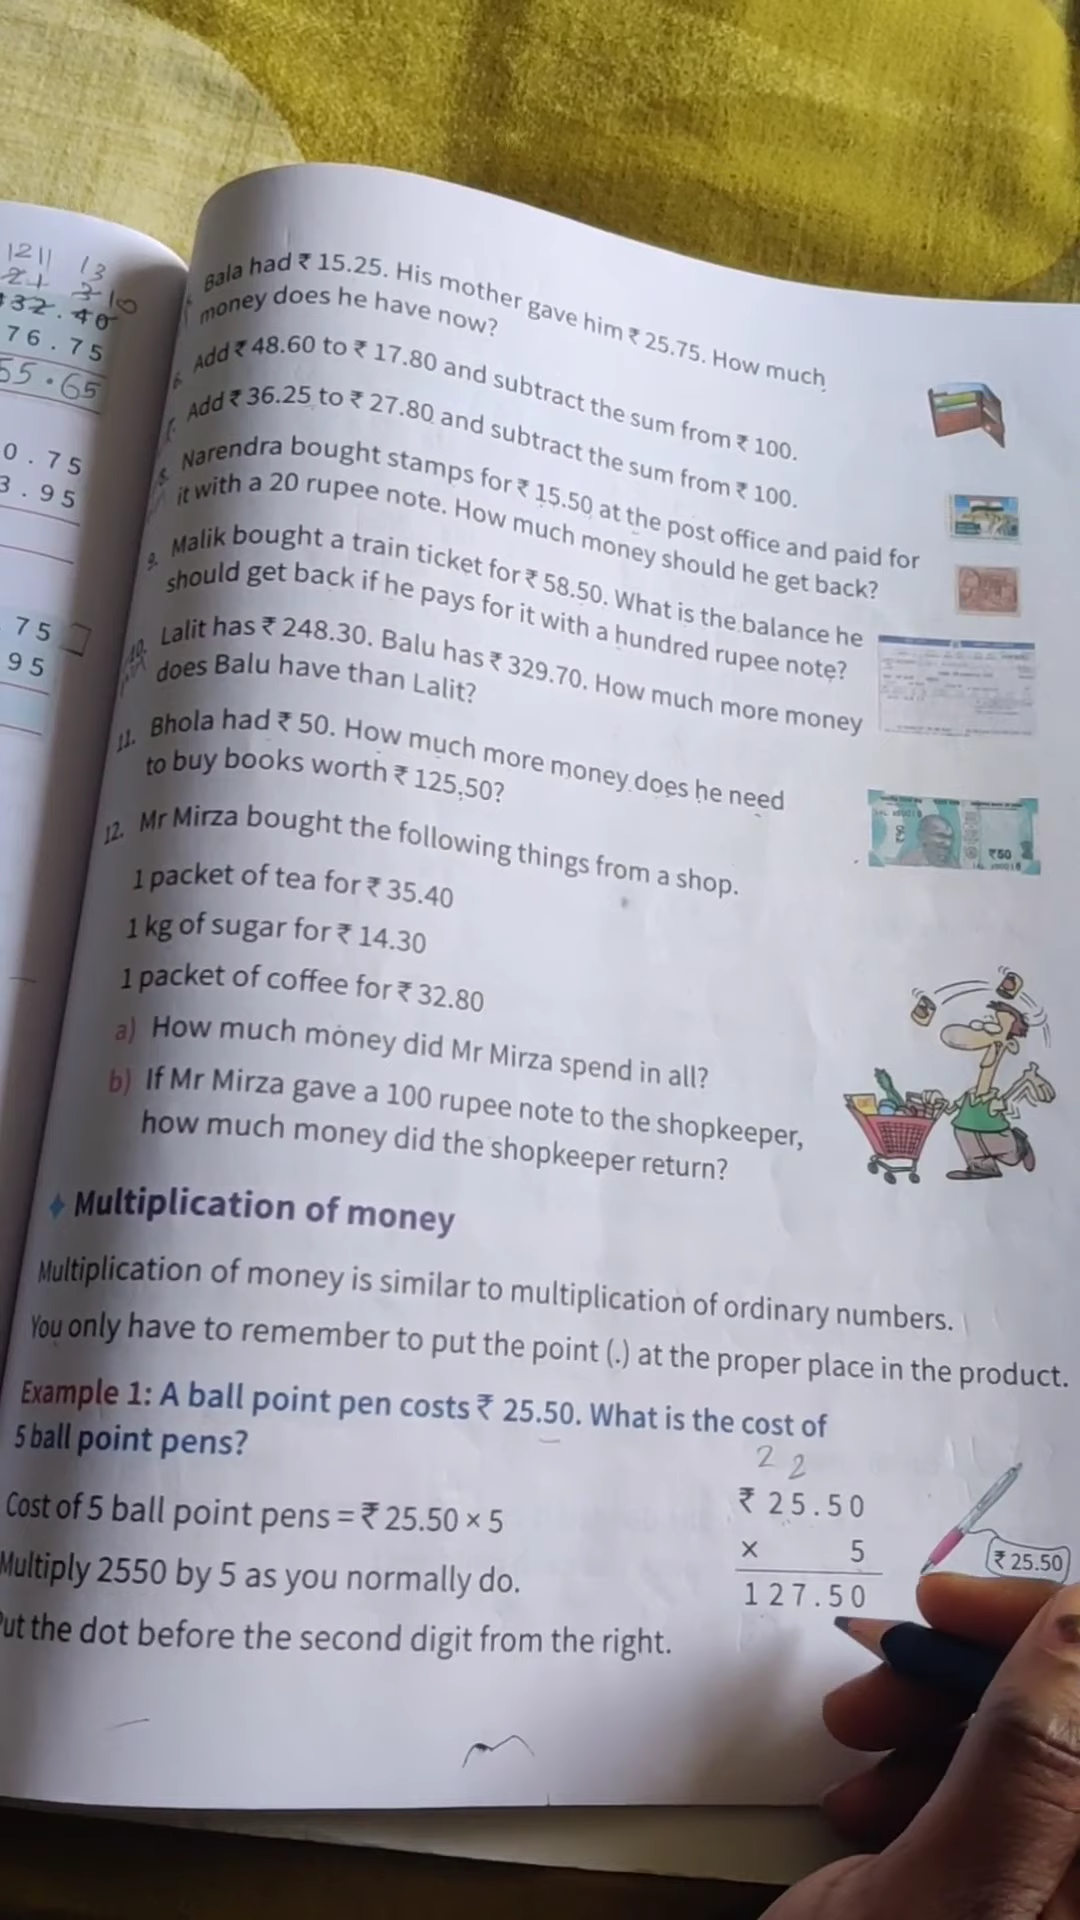 1211 13
3 10
32.40
76.75
55.65
0.75
3.95
75
95
Bala had ₹ 15.25. His mother gave him ₹ 25.75. How much
money does he have now?
6. Add ₹ 48.60 to ₹ 17.80 and subtract the sum from ₹ 100.
7. Add ₹ 36.25 to ₹ 27.80 and subtract the sum from ₹ 100.
8. Narendra bought stamps for ₹ 15.50 at the post office and paid for
it with a 20 rupee note. How much money should he get back?
9. Malik bought a train ticket for ₹ 58.50. What is the balance he
should get back if he pays for it with a hundred rupee note?
10. Lalit has ₹ 248.30. Balu has ₹ 329.70. How much more money
does Balu have than Lalit?
11. Bhola had ₹ 50. How much more money does he need
to buy books worth ₹ 125.50?
₹50
12. Mr Mirza bought the following things from a shop.
1 packet of tea for ₹ 35.40
1 kg of sugar for ₹ 14.30
1 packet of coffee for ₹ 32.80
a) How much money did Mr Mirza spend in all?
b) If Mr Mirza gave a 100 rupee note to the shopkeeper,
how much money did the shopkeeper return?
Multiplication of money
Multiplication of money is similar to multiplication of ordinary numbers.
You only have to remember to put the point (.) at the proper place in the product.
Example 1: A ball point pen costs ₹ 25.50. What is the cost of
5 ball point pens?
2 2
₹ 25.50
× 5
127.50
₹ 25.50
Cost of 5 ball point pens = ₹ 25.50 × 5
Multiply 2550 by 5 as you normally do.
Put the dot before the second digit from the right.